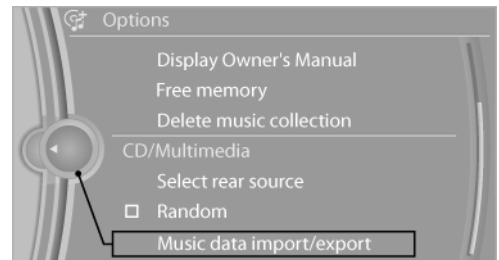 Options
Display Owner's Manual
Free memory
Delete music collection
CD/Multimedia
Select rear source
Random
Music data import/export